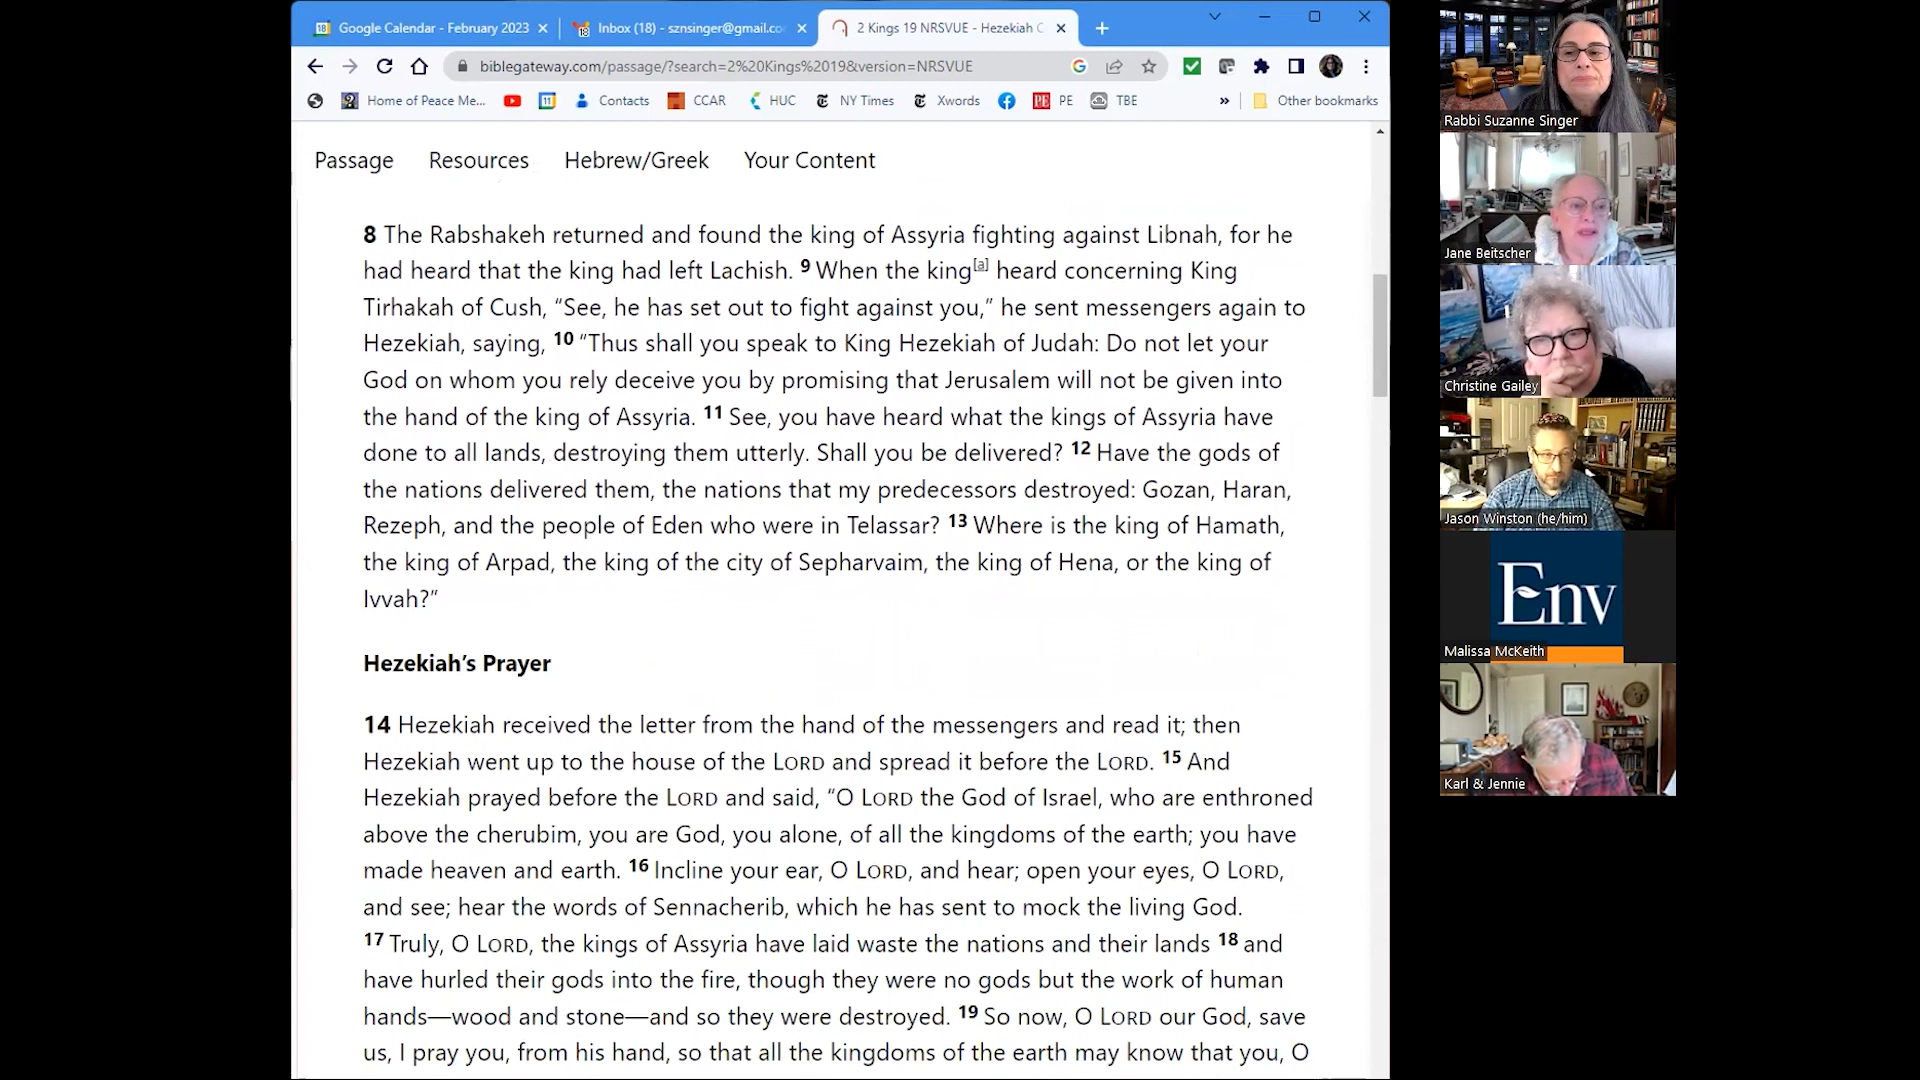 Google Calendar - February 2023
Inbox (18) - sznsinger@gmail.co
2 Kings 19 NRSVUE - Hezekiah C
biblegateway.com/passage/?search=2%20Kings%2019&version=NRSVUE
Home of Peace Me...
Contacts
CCAR
HUC
NY Times
Xwords
PE
TBE
»
Other bookmarks
Passage Resources Hebrew/Greek Your Content
8 The Rabshakeh returned and found the king of Assyria fighting against Libnah, for he
had heard that the king had left Lachish. 9 When the king[a] heard concerning King
Tirhakah of Cush, “See, he has set out to fight against you,” he sent messengers again to
Hezekiah, saying, 10 “Thus shall you speak to King Hezekiah of Judah: Do not let your
God on whom you rely deceive you by promising that Jerusalem will not be given into
the hand of the king of Assyria. 11 See, you have heard what the kings of Assyria have
done to all lands, destroying them utterly. Shall you be delivered? 12 Have the gods of
the nations delivered them, the nations that my predecessors destroyed: Gozan, Haran,
Rezeph, and the people of Eden who were in Telassar? 13 Where is the king of Hamath,
the king of Arpad, the king of the city of Sepharvaim, the king of Hena, or the king of
Ivvah?”
Hezekiah’s Prayer
14 Hezekiah received the letter from the hand of the messengers and read it; then
Hezekiah went up to the house of the LORD and spread it before the LORD. 15 And
Hezekiah prayed before the LORD and said, “O LORD the God of Israel, who are enthroned
above the cherubim, you are God, you alone, of all the kingdoms of the earth; you have
made heaven and earth. 16 Incline your ear, O LORD, and hear; open your eyes, O LORD,
and see; hear the words of Sennacherib, which he has sent to mock the living God.
17 Truly, O LORD, the kings of Assyria have laid waste the nations and their lands 18 and
have hurled their gods into the fire, though they were no gods but the work of human
hands—wood and stone—and so they were destroyed. 19 So now, O LORD our God, save
us, I pray you, from his hand, so that all the kingdoms of the earth may know that you, O
Rabbi Suzanne Singer
Jane Beitscher
Christine Gailey
Jason Winston (he/him)
Env
Malissa McKeith
Karl & Jennie